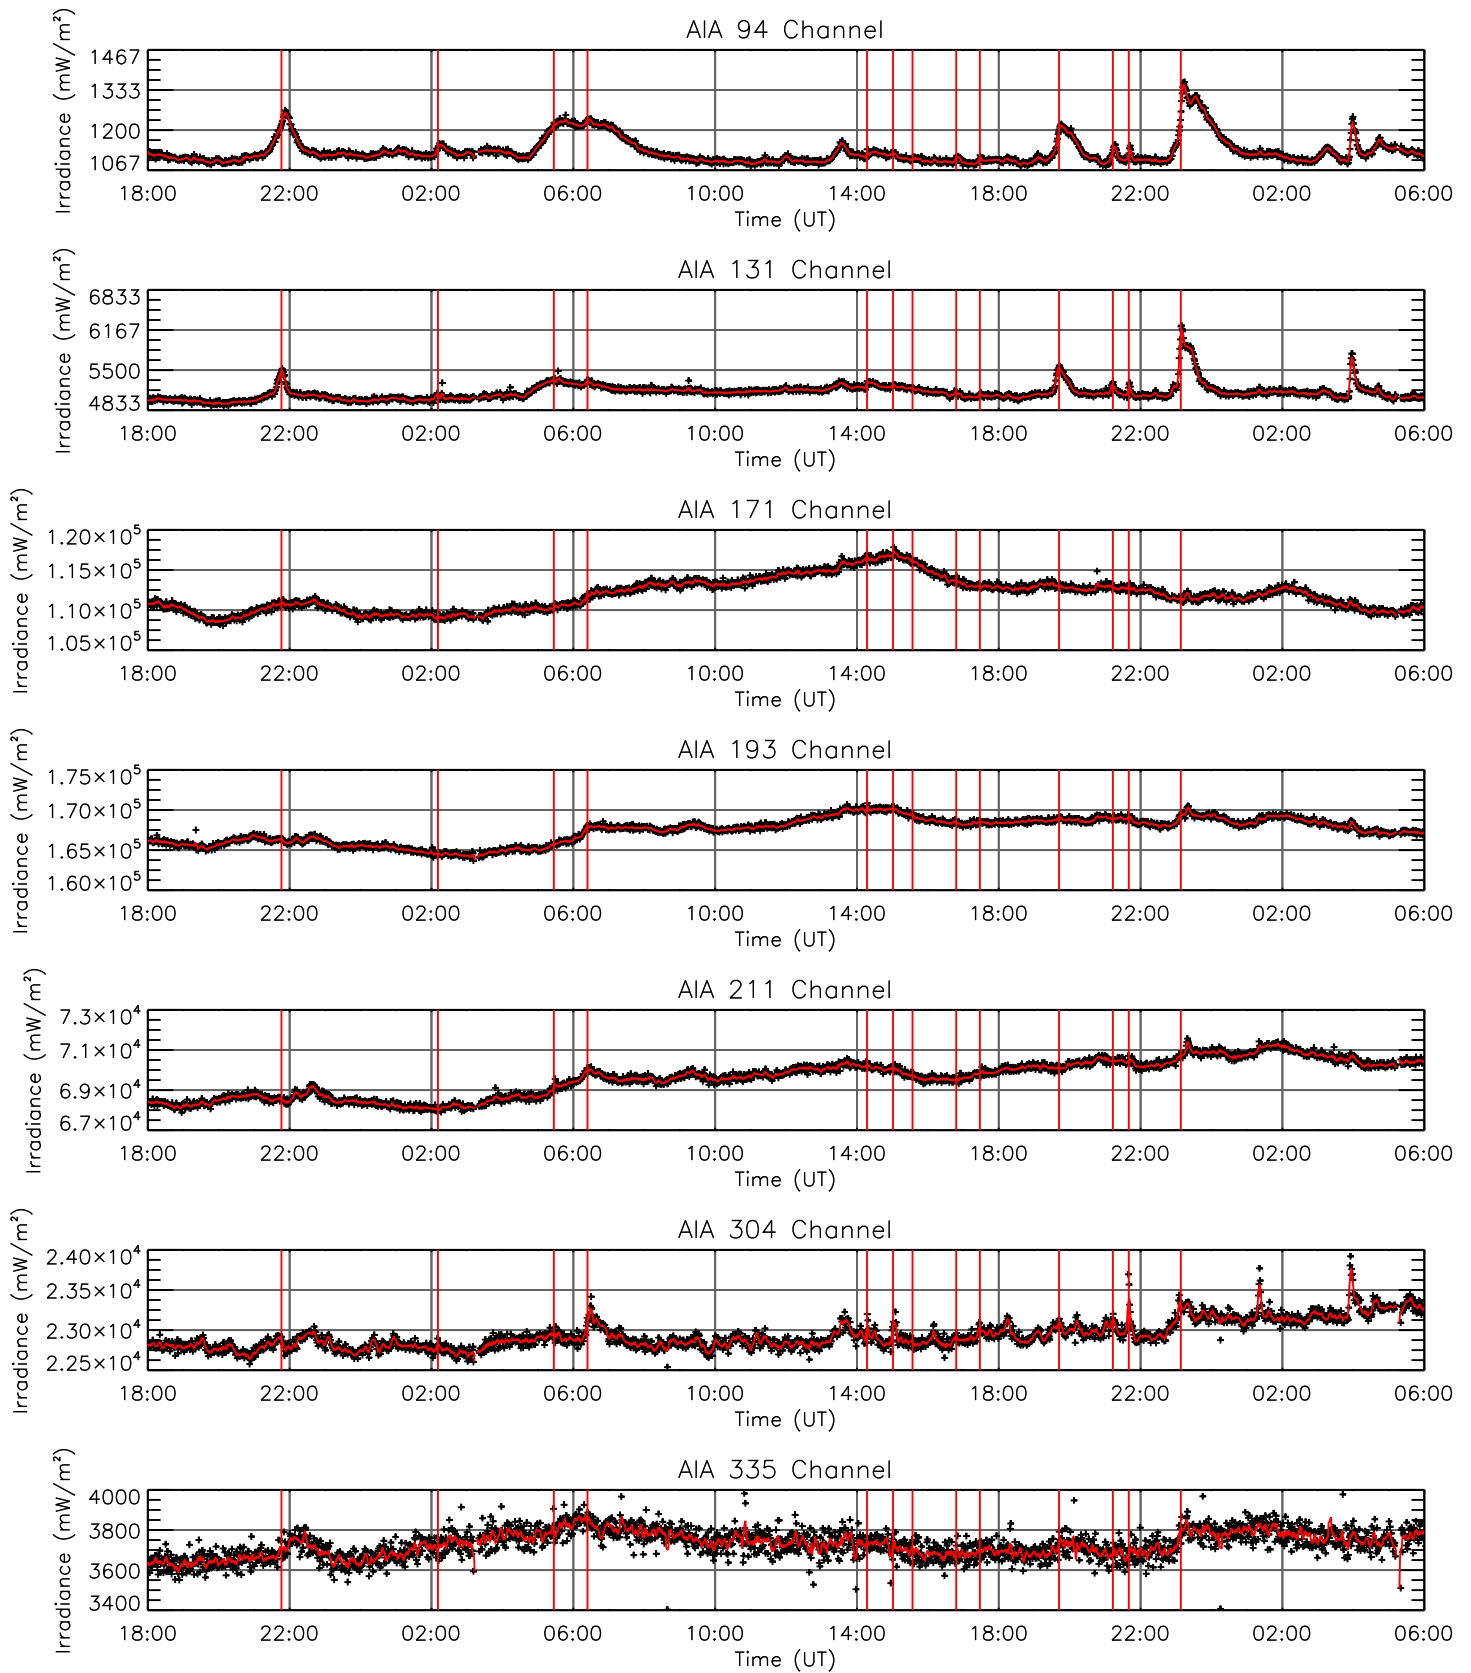 AIA 94 Channel
Irradiance (mW/m²)
1467
1333
1200
1067
18:00 22:00 02:00 06:00 10:00 14:00 18:00 22:00 02:00 06:00
Time (UT)
AIA 131 Channel
Irradiance (mW/m²)
6833
6167
5500
4833
18:00 22:00 02:00 06:00 10:00 14:00 18:00 22:00 02:00 06:00
Time (UT)
AIA 171 Channel
Irradiance (mW/m²)
1.20×10⁵
1.15×10⁵
1.10×10⁵
1.05×10⁵
18:00 22:00 02:00 06:00 10:00 14:00 18:00 22:00 02:00 06:00
Time (UT)
AIA 193 Channel
Irradiance (mW/m²)
1.75×10⁵
1.70×10⁵
1.65×10⁵
1.60×10⁵
18:00 22:00 02:00 06:00 10:00 14:00 18:00 22:00 02:00 06:00
Time (UT)
AIA 211 Channel
Irradiance (mW/m²)
7.3×10⁴
7.1×10⁴
6.9×10⁴
6.7×10⁴
18:00 22:00 02:00 06:00 10:00 14:00 18:00 22:00 02:00 06:00
Time (UT)
AIA 304 Channel
Irradiance (mW/m²)
2.40×10⁴
2.35×10⁴
2.30×10⁴
2.25×10⁴
18:00 22:00 02:00 06:00 10:00 14:00 18:00 22:00 02:00 06:00
Time (UT)
AIA 335 Channel
Irradiance (mW/m²)
4000
3800
3600
3400
18:00 22:00 02:00 06:00 10:00 14:00 18:00 22:00 02:00 06:00
Time (UT)